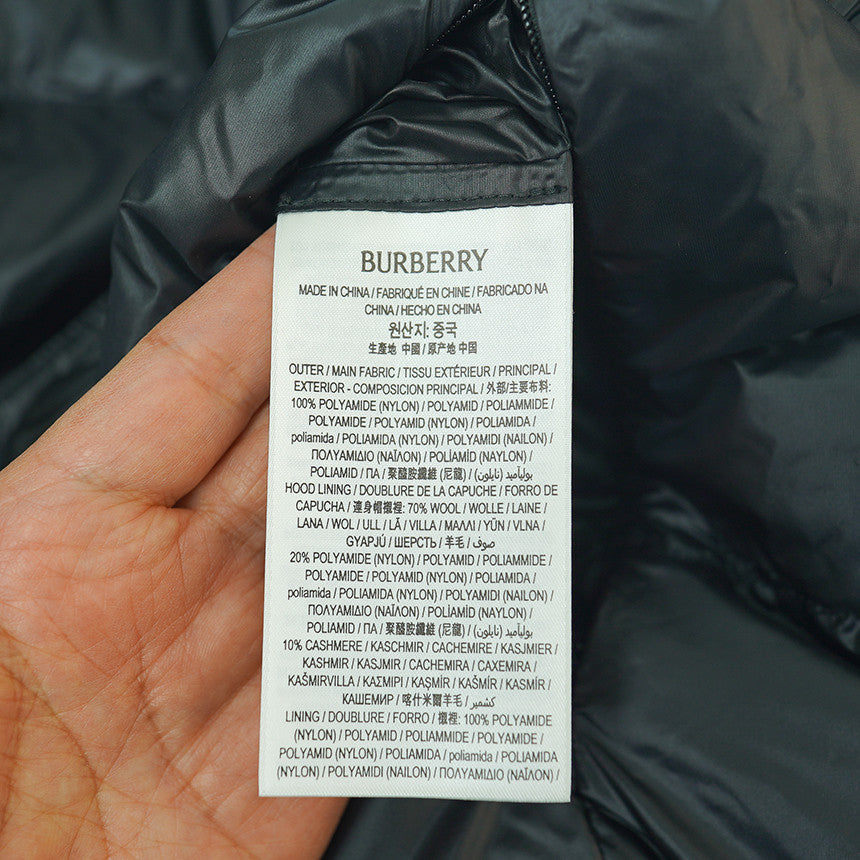 BURBERRY
MADE IN CHINA / FABRIQUÉ EN CHINE / FABRICADO NA
CHINA / HECHO EN CHINA
원산지: 중국
生產地 中國 / 原产地 中国
OUTER / MAIN FABRIC / TISSU EXTÉRIEUR / PRINCIPAL /
EXTERIOR - COMPOSICION PRINCIPAL / 外部/主要布料:
100% POLYAMIDE (NYLON) / POLYAMID / POLIAMMIDE /
POLYAMIDE / POLYAMID (NYLON) / POLIAMIDA /
poliamida / POLIAMIDA (NYLON) / POLYAMIDI (NAILON) /
ΠΟΛΥΑΜΙΔΙΟ (ΝΑΪΛΟΝ) / POLÍAMÍÐ (NAYLON) /
POLIAMID / ПА / 聚醯胺纖維 (尼龍) / بوليآميد (نايلون)
HOOD LINING / DOUBLURE DE LA CAPUCHE / FORRO DE
CAPUCHA / 連身帽襯裡: 70% WOOL / WOLLE / LAINE /
LANA / WOL / ULL / LÃ / VILLA / ΜΑΛΛΙ / YÜN / VLNA /
GYAPJÚ / ШЕРСТЬ / 羊毛 / صوف
20% POLYAMIDE (NYLON) / POLYAMID / POLIAMMIDE /
POLYAMIDE / POLYAMID (NYLON) / POLIAMIDA /
poliamida / POLIAMIDA (NYLON) / POLYAMIDI (NAILON) /
ΠΟΛΥΑΜΙΔΙΟ (ΝΑΪΛΟΝ) / POLÍAMÍÐ (NAYLON) /
POLIAMID / ПА / 聚醯胺纖維 (尼龍) / بوليآميد (نايلون)
10% CASHMERE / KASCHMIR / CACHEMIRE / KASJMIER /
KASHMIR / KASJMIR / CACHEMIRA / CAXEMIRA /
KAŠMIRVILLA / ΚΑΣΜΙΡΙ / KAŞMİR / KAŠMÍR / KASMÍR /
КАШЕМИР / 喀什米爾羊毛 / كشمير
LINING / DOUBLURE / FORRO / 襯裡: 100% POLYAMIDE
(NYLON) / POLYAMID / POLIAMMIDE / POLYAMIDE /
POLYAMID (NYLON) / POLIAMIDA / poliamida / POLIAMIDA
(NYLON) / POLYAMIDI (NAILON) / ΠΟΛΥΑΜΙΔΙΟ (ΝΑΪΛΟΝ) /